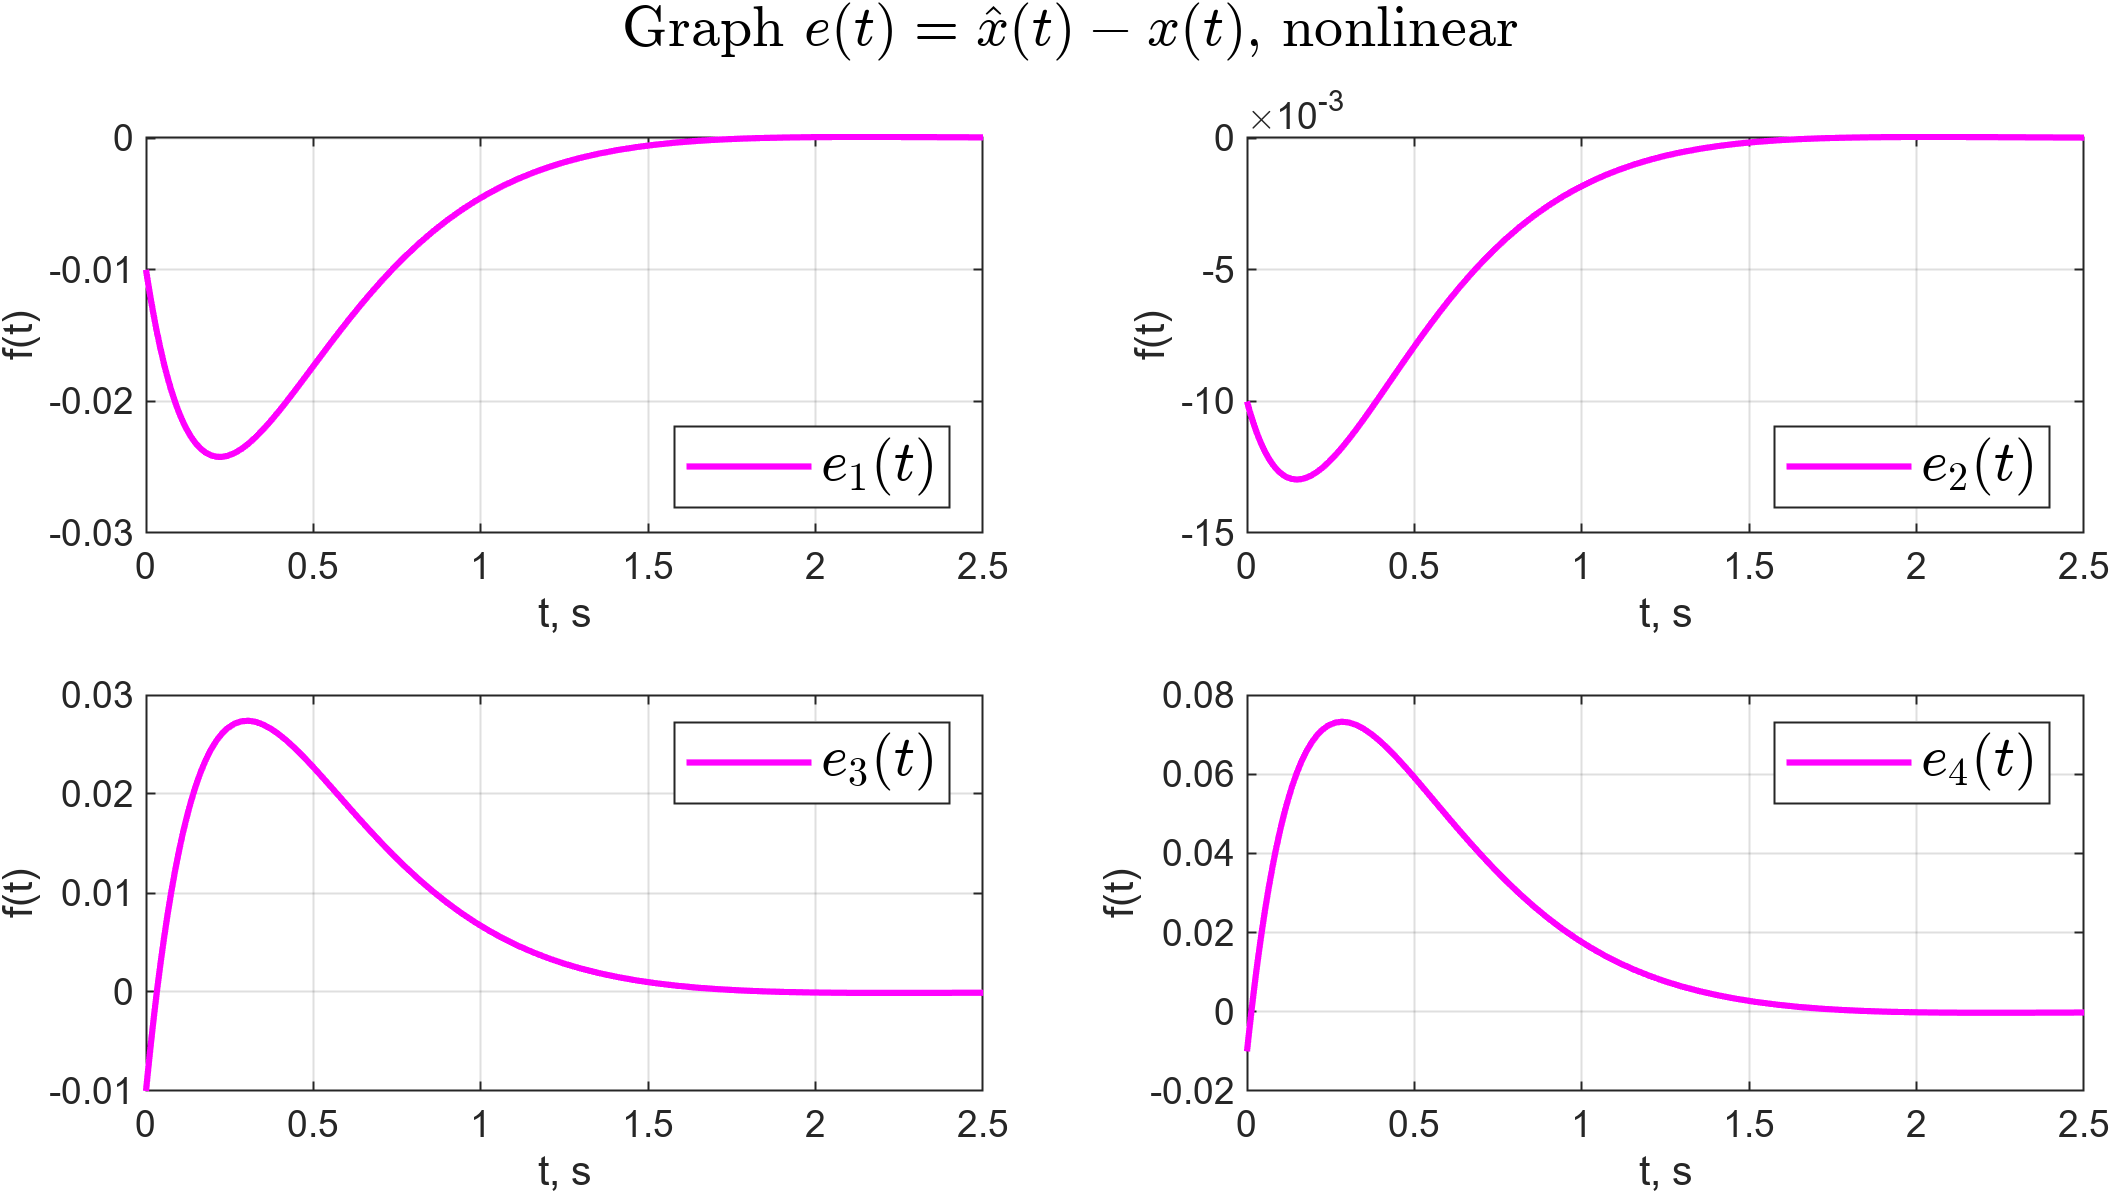 Graph e(t) = x̂(t) − x(t), nonlinear
0
-0.01
-0.02
-0.03
f(t)
e₁(t)
0 0.5 1 1.5 2 2.5
t, s
×10⁻³
0
-5
-10
-15
f(t)
e₂(t)
0 0.5 1 1.5 2 2.5
t, s
0.03
0.02
0.01
0
-0.01
f(t)
e₃(t)
0 0.5 1 1.5 2 2.5
t, s
0.08
0.06
0.04
0.02
0
-0.02
f(t)
e₄(t)
0 0.5 1 1.5 2 2.5
t, s